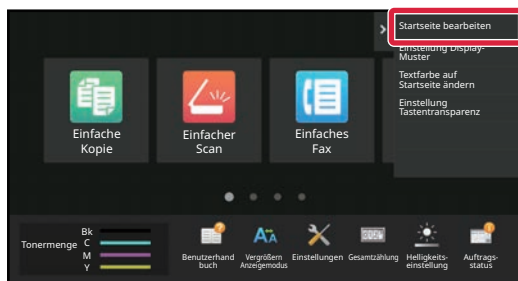 Startseite bearbeiten
Einstellung Display-
Muster
Textfarbe auf
Startseite ändern
Einstellung
Tastentransparenz
Einfache
Kopie
Einfacher
Scan
Einfaches
Fax
Tonermenge
Bk
C
M
Y
Benutzerhand
buch
Vergrößern
Anzeigemodus
Einstellungen
Gesamtzählung
Helligkeits-
einstellung
Auftrags-
status